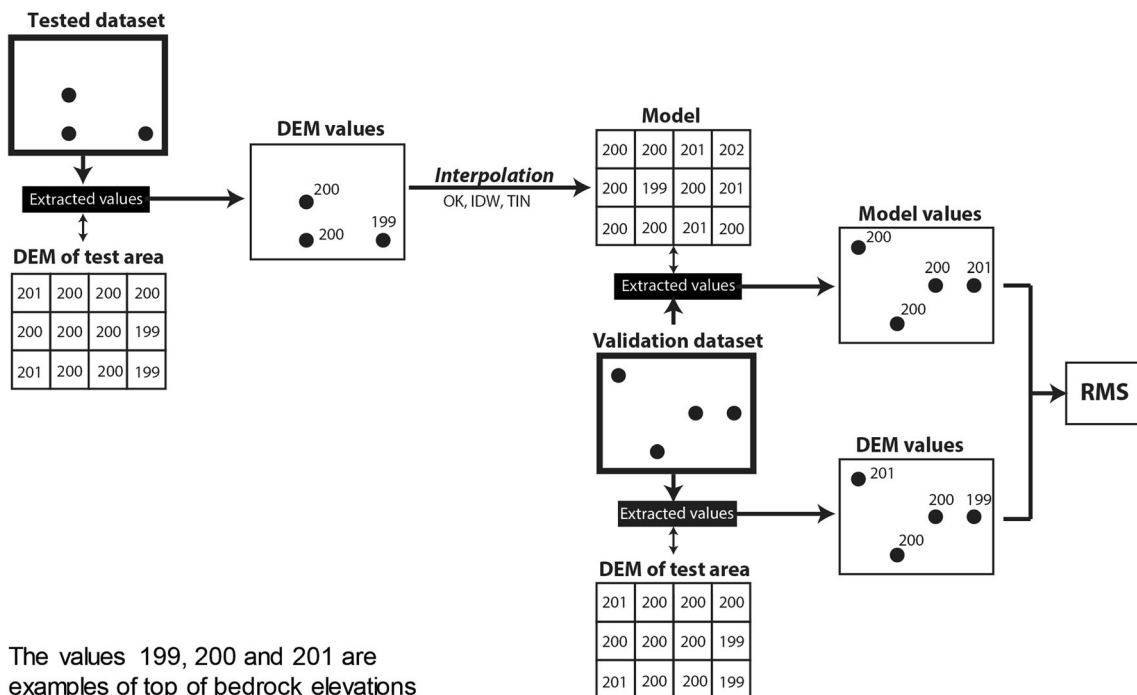 Tested dataset
Extracted values
DEM of test area
201 200 200 200
200 200 200 199
201 200 200 199
DEM values
200
200 199
Interpolation
OK, IDW, TIN
Model
200 200 201 202
200 199 200 201
200 200 201 200
Extracted values
Validation dataset
Extracted values
DEM of test area
201 200 200 200
200 200 200 199
201 200 200 199
Model values
200
200 201
200
DEM values
201
200 199
200
RMS
The values 199, 200 and 201 are
examples of top of bedrock elevations